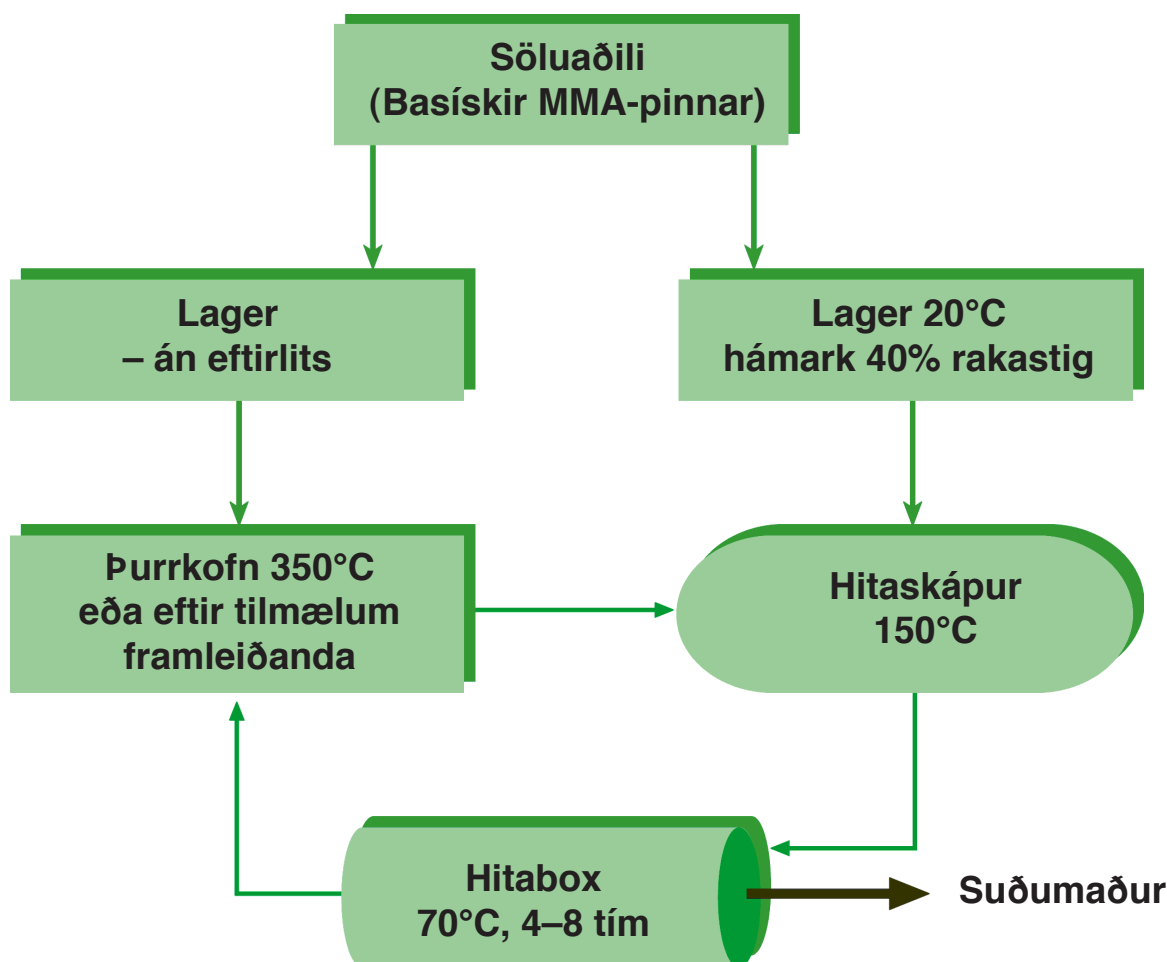 Söluaðili
(Basískir MMA-pinnar)
Lager
– án eftirlits
Lager 20°C
hámark 40% rakastig
Þurrkofn 350°C
eða eftir tilmælum
framleiðanda
Hitaskápur
150°C
Hitabox
70°C, 4–8 tím
Suðumaður